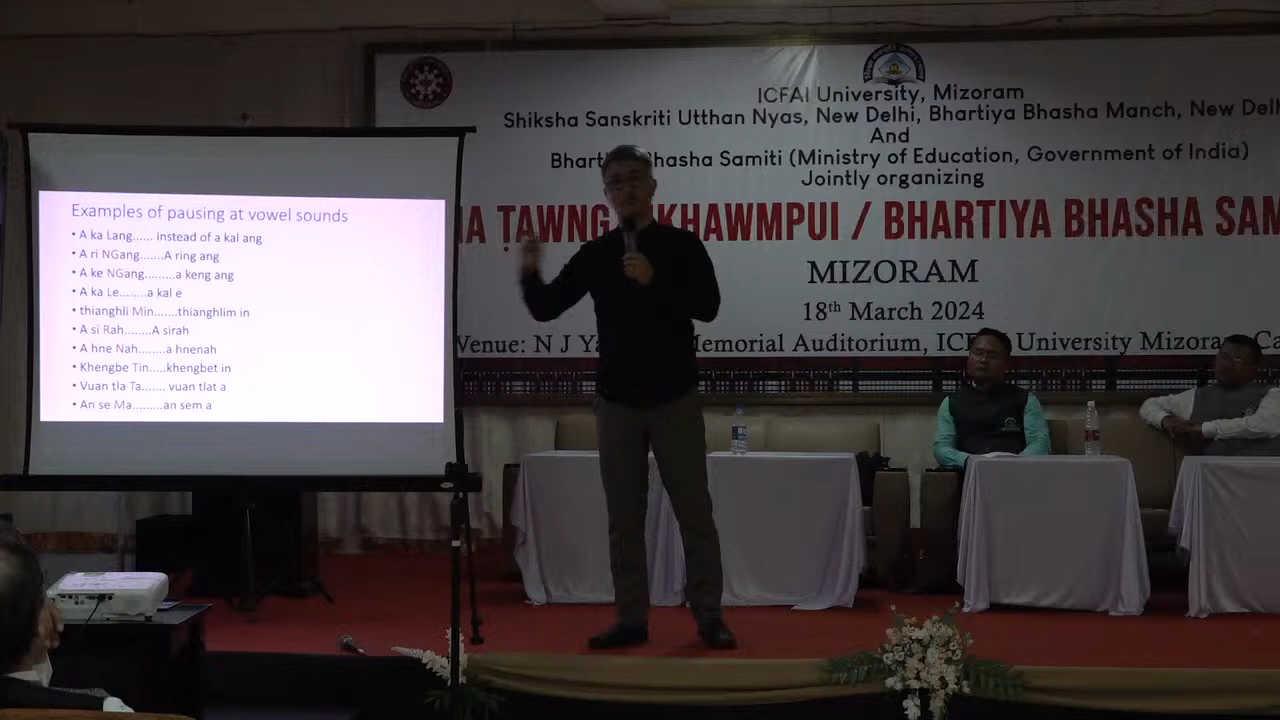 Examples of pausing at vowel sounds
• A ka Lang...... instead of a kal ang
• A ri NGang.......A ring ang
• A ke NGang.........a keng ang
• A ka Le........a kal e
• thianghli Min.......thianghlim in
• A si Rah........A sirah
• A hne Nah........a hnenah
• Khengbe Tin.....khengbet in
• Vuan tla Ta....... vuan tlat a
• An se Ma.........an sem a
ICFAI University, Mizoram
Shiksha Sanskriti Utthan Nyas, New Delhi, Bhartiya Bhasha Manch, New Delh
And
Bhasha Samiti (Ministry of Education, Government of India)
Jointly organizing
ṬAWNG KHAWMPUI / BHARTIYA BHASHA SAM
MIZORAM
18th March 2024
Venue: N J Ya Memorial Auditorium, University Mizoram